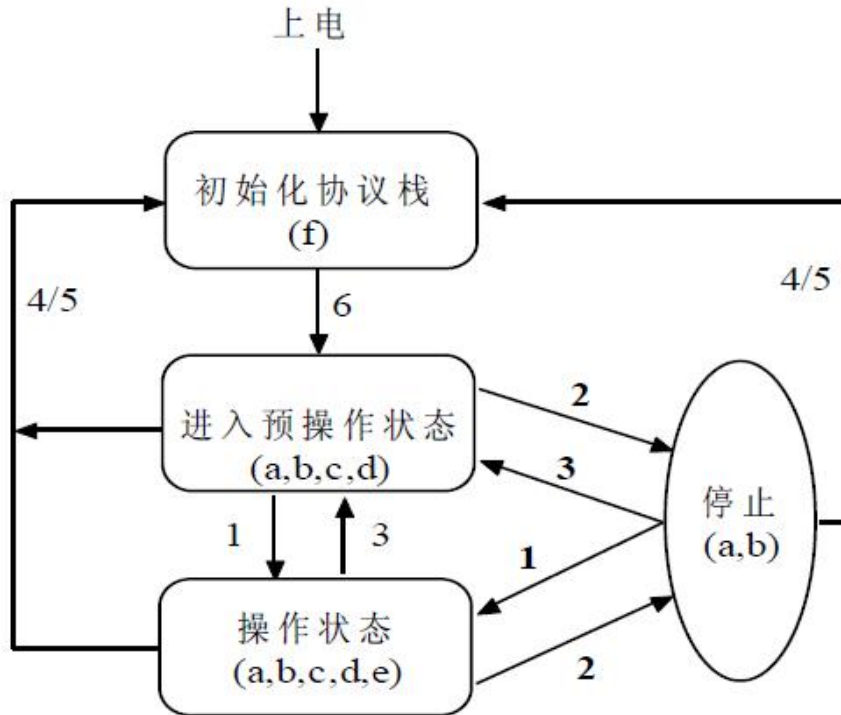 上电
初始化协议栈
(f)
4/5
4/5
6
2
进入预操作状态
(a,b,c,d)
3
停止
(a,b)
1
3
1
操作状态
(a,b,c,d,e)
2